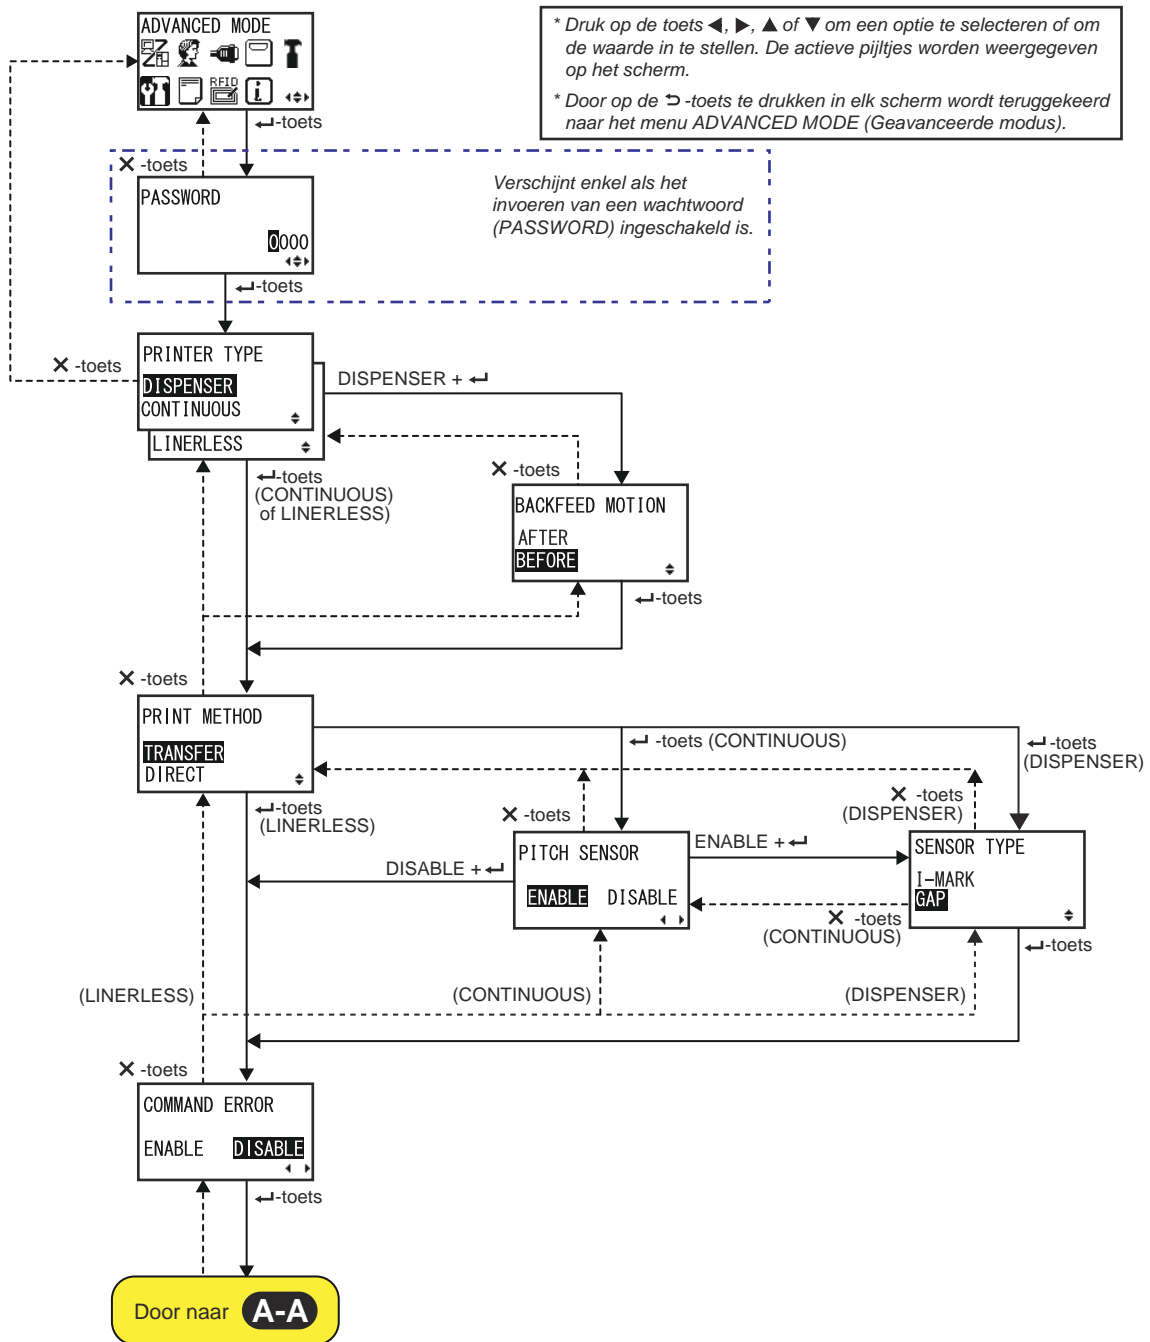 ADVANCED MODE
RFID
* Druk op de toets ◀, ▶, ▲ of ▼ om een optie te selecteren of om
de waarde in te stellen. De actieve pijltjes worden weergegeven
op het scherm.
* Door op de ⮌ -toets te drukken in elk scherm wordt teruggekeerd
naar het menu ADVANCED MODE (Geavanceerde modus).
↵-toets
✕ -toets
PASSWORD
0000
Verschijnt enkel als het
invoeren van een wachtwoord
(PASSWORD) ingeschakeld is.
↵-toets
PRINTER TYPE
DISPENSER
CONTINUOUS
LINERLESS
✕ -toets
DISPENSER + ↵
↵-toets
(CONTINUOUS)
of LINERLESS)
✕ -toets
BACKFEED MOTION
AFTER
BEFORE
↵-toets
✕ -toets
PRINT METHOD
TRANSFER
DIRECT
↵ -toets (CONTINUOUS)
↵ -toets
(DISPENSER)
↵-toets
(LINERLESS)
✕ -toets
✕ -toets
(DISPENSER)
DISABLE + ↵
PITCH SENSOR
ENABLE DISABLE
ENABLE + ↵
SENSOR TYPE
I-MARK
GAP
✕ -toets
(CONTINUOUS)
↵-toets
(LINERLESS)
(CONTINUOUS)
(DISPENSER)
✕ -toets
COMMAND ERROR
ENABLE DISABLE
↵-toets
Door naar A-A